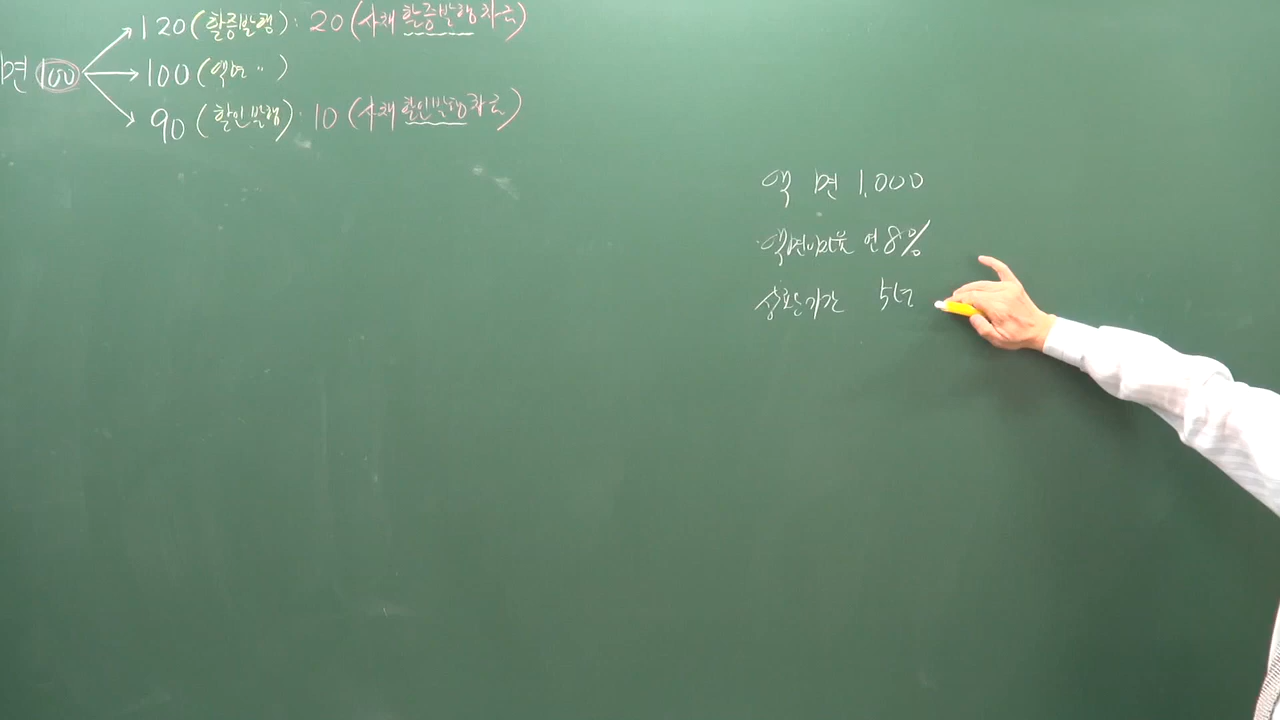 120 (할증발행) : 20 (사채할증발행차금)
면 100
100 (액면 〃 )
90 (할인발행) : 10 (사채할인발행차금)
액 면 1,000
액면이자율 연 8%
상환기간 5년